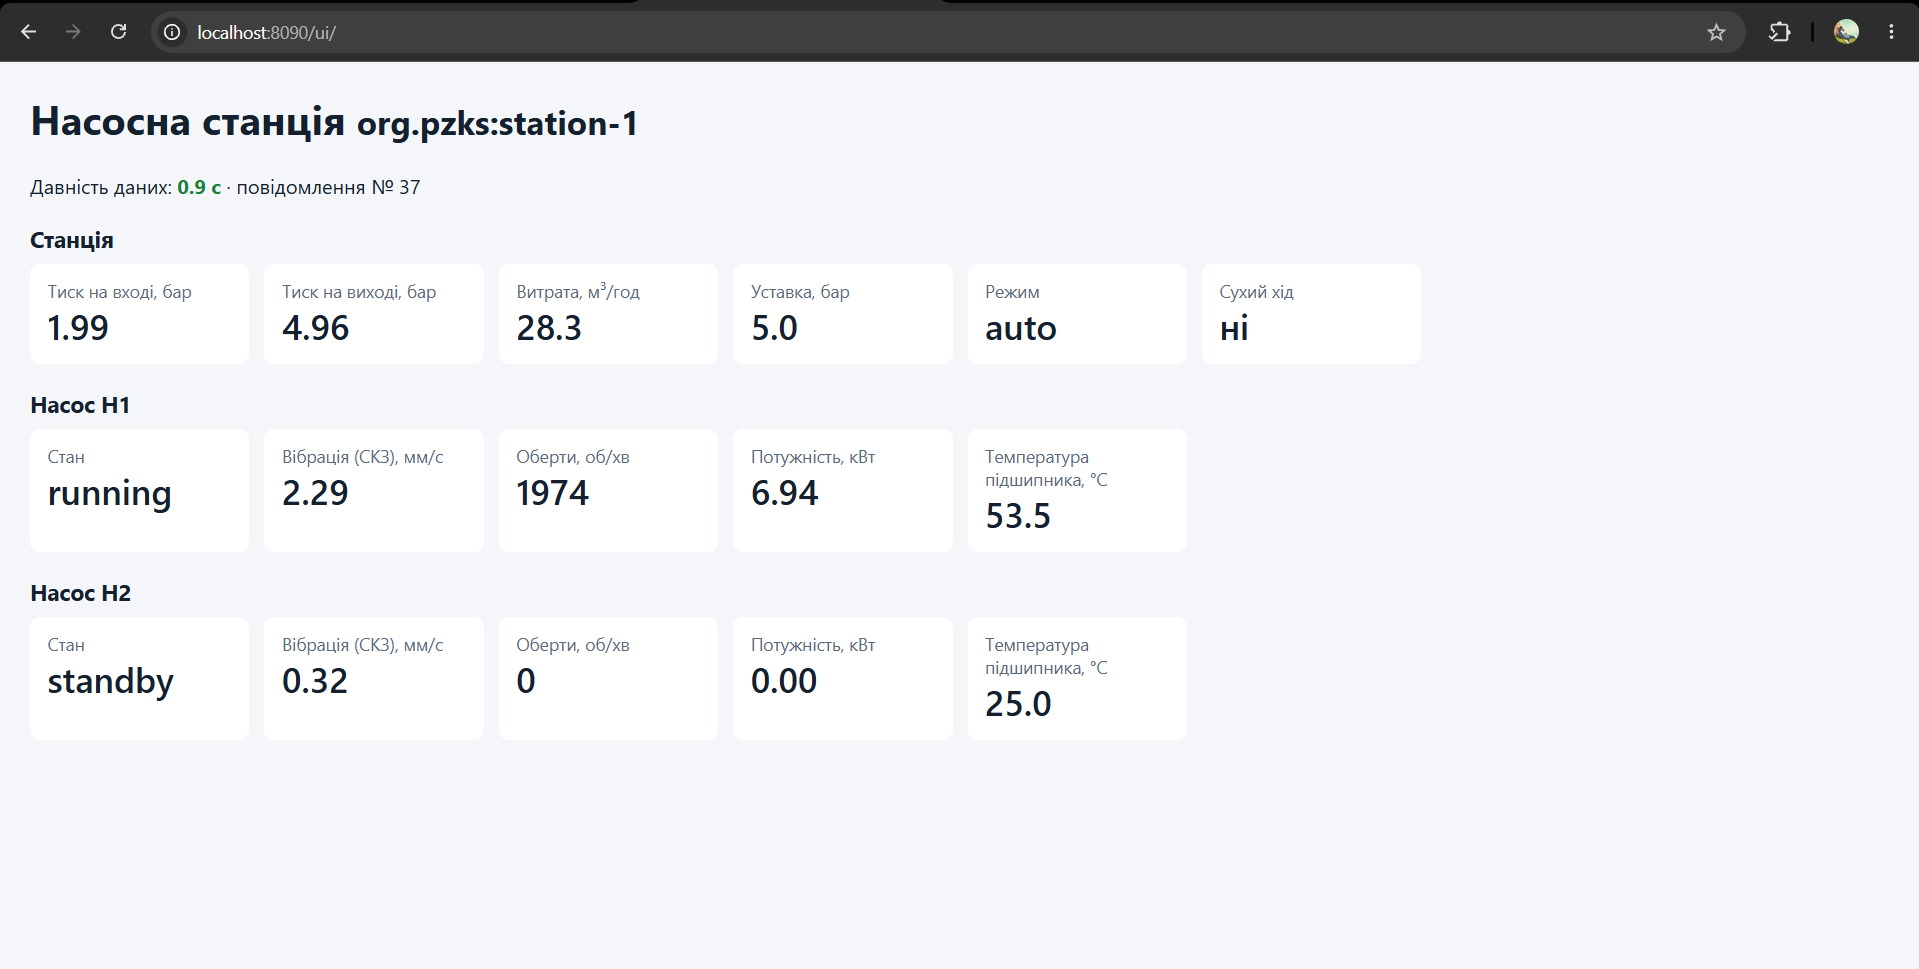 localhost:8090/ui/
Насосна станція org.pzks:station-1
Давність даних: 0.9 с · повідомлення № 37
Станція
Тиск на вході, бар
1.99
Тиск на виході, бар
4.96
Витрата, м³/год
28.3
Уставка, бар
5.0
Режим
auto
Сухий хід
ні
Насос Н1
Стан
running
Вібрація (СКЗ), мм/с
2.29
Оберти, об/хв
1974
Потужність, кВт
6.94
Температура
підшипника, °C
53.5
Насос Н2
Стан
standby
Вібрація (СКЗ), мм/с
0.32
Оберти, об/хв
0
Потужність, кВт
0.00
Температура
підшипника, °C
25.0